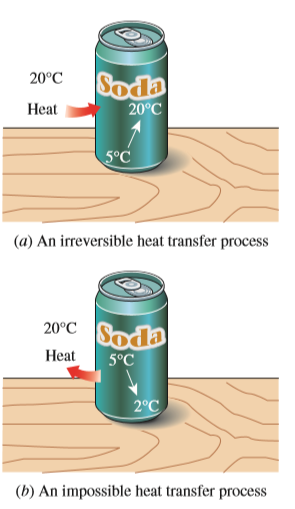 20°C
Soda
Heat
20°C
5°C
(a) An irreversible heat transfer process
20°C
Soda
Heat
5°C
2°C
(b) An impossible heat transfer process